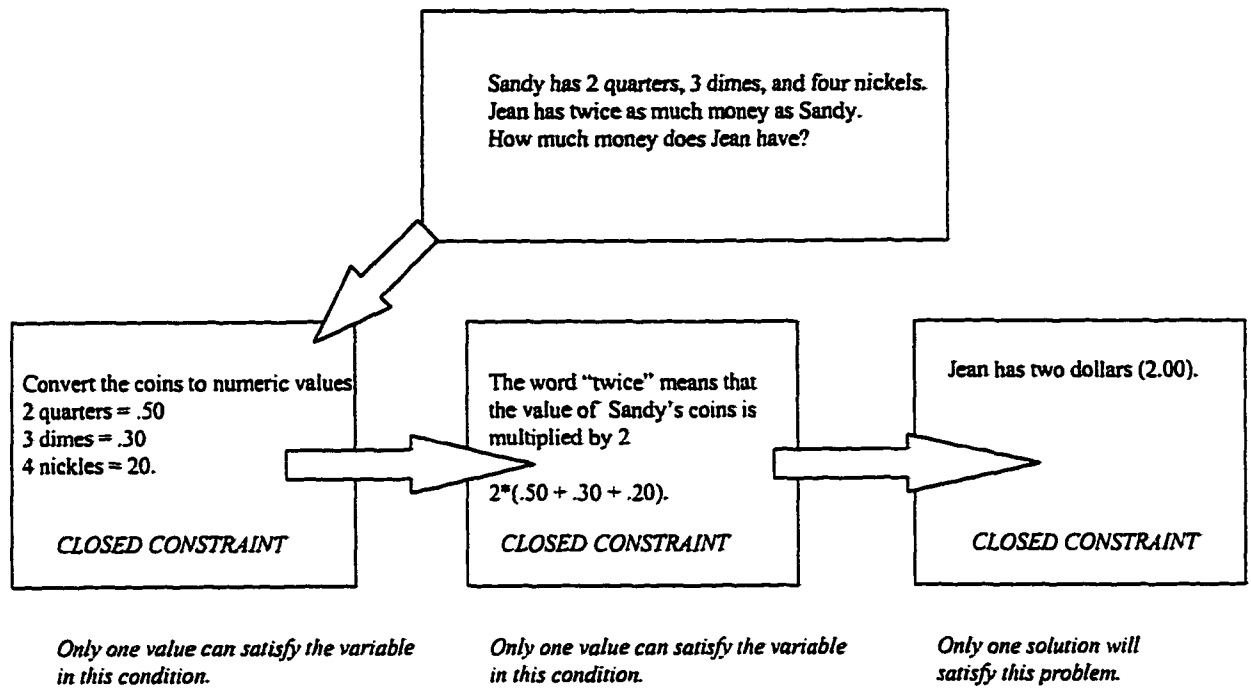 Sandy has 2 quarters, 3 dimes, and four nickels.
Jean has twice as much money as Sandy.
How much money does Jean have?
Convert the coins to numeric values
2 quarters = .50
3 dimes = .30
4 nickles = 20.
CLOSED CONSTRAINT
The word “twice” means that
the value of Sandy's coins is
multiplied by 2
2*(.50 + .30 + .20).
CLOSED CONSTRAINT
Jean has two dollars (2.00).
CLOSED CONSTRAINT
Only one value can satisfy the variable
in this condition.
Only one value can satisfy the variable
in this condition.
Only one solution will
satisfy this problem.